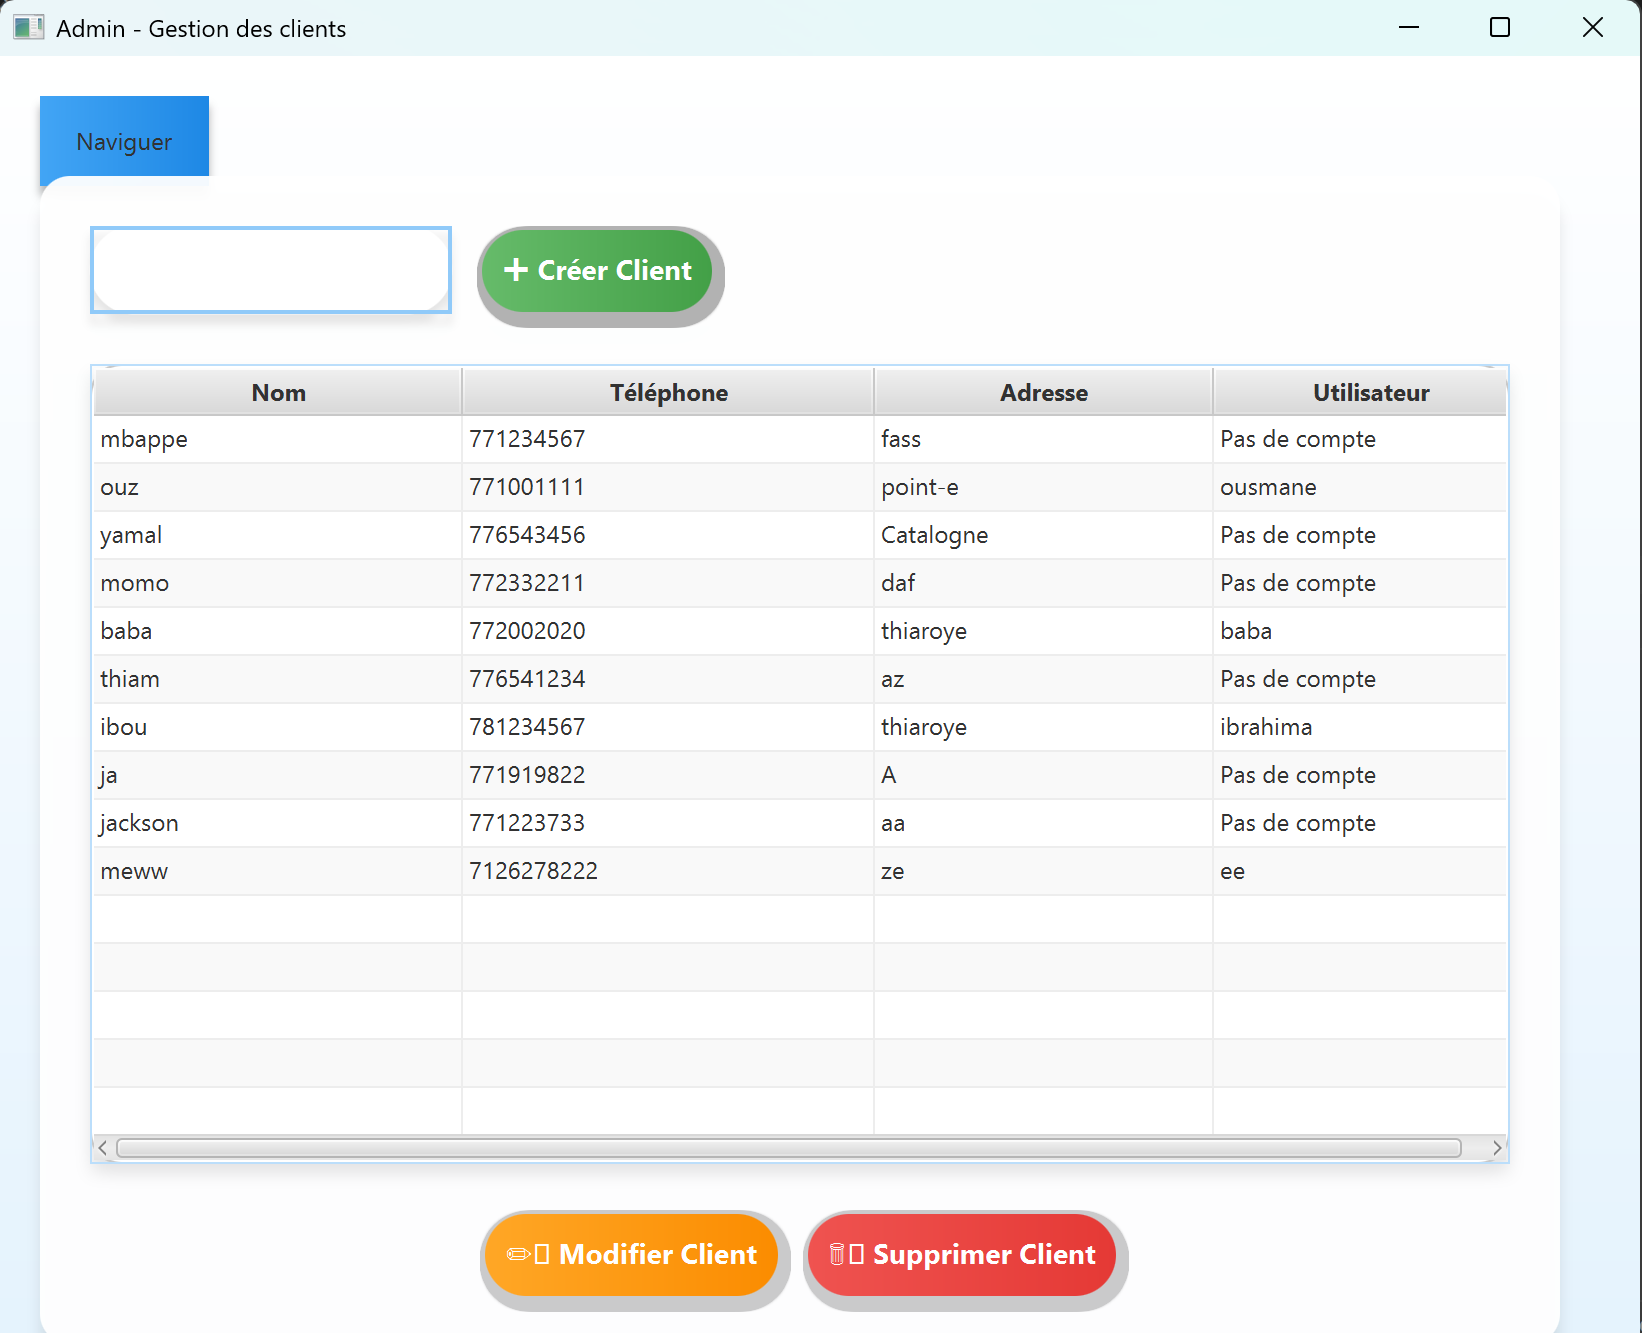 Admin - Gestion des clients
Naviguer
+ Créer Client
Nom Téléphone Adresse Utilisateur
mbappe 771234567 fass Pas de compte
ouz 771001111 point-e ousmane
yamal 776543456 Catalogne Pas de compte
momo 772332211 daf Pas de compte
baba 772002020 thiaroye baba
thiam 776541234 az Pas de compte
ibou 781234567 thiaroye ibrahima
ja 771919822 A Pas de compte
jackson 771223733 aa Pas de compte
meww 7126278222 ze ee
Modifier Client Supprimer Client